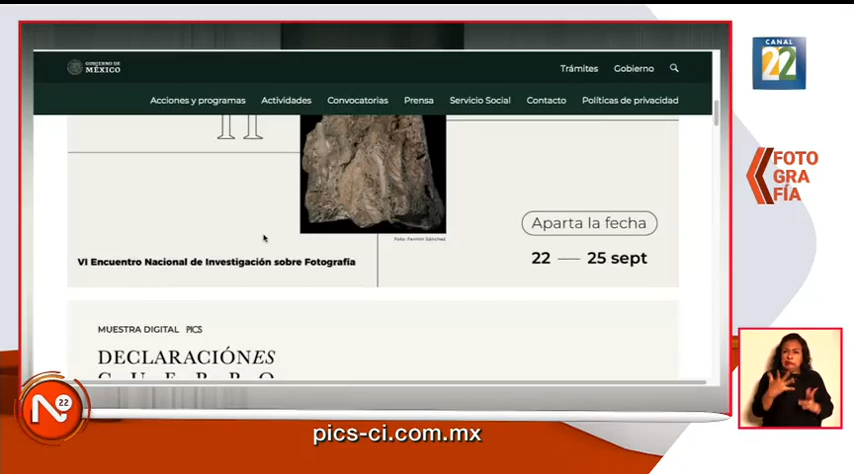 GOBIERNO DE
MÉXICO
Trámites
Gobierno
Acciones y programas
Actividades
Convocatorias
Prensa
Servicio Social
Contacto
Políticas de privacidad
CANAL
22
FOTO
GRA
FÍA
Foto: Fermín Sánchez
Aparta la fecha
22 — 25 sept
VI Encuentro Nacional de Investigación sobre Fotografía
MUESTRA DIGITAL PICS
DECLARACIONES
CUERPO
N 22
pics-ci.com.mx